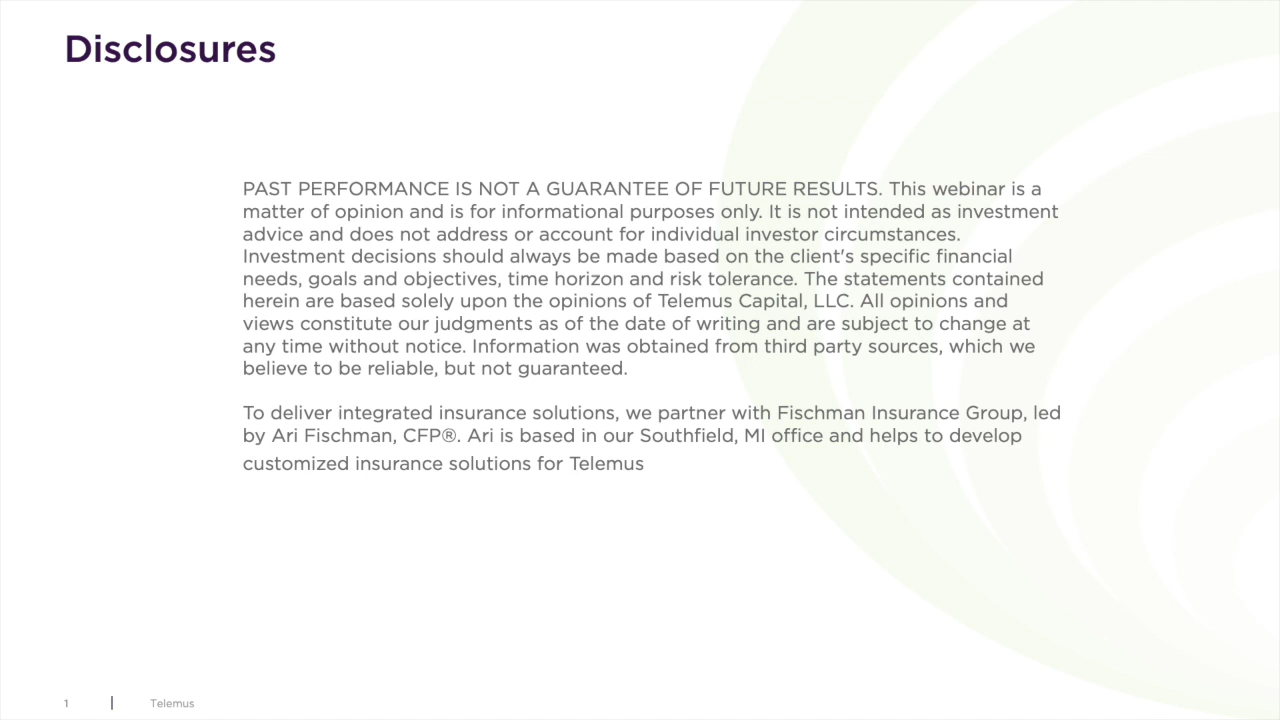 Disclosures
PAST PERFORMANCE IS NOT A GUARANTEE OF FUTURE RESULTS. This webinar is a
matter of opinion and is for informational purposes only. It is not intended as investment
advice and does not address or account for individual investor circumstances.
Investment decisions should always be made based on the client's specific financial
needs, goals and objectives, time horizon and risk tolerance. The statements contained
herein are based solely upon the opinions of Telemus Capital, LLC. All opinions and
views constitute our judgments as of the date of writing and are subject to change at
any time without notice. Information was obtained from third party sources, which we
believe to be reliable, but not guaranteed.
To deliver integrated insurance solutions, we partner with Fischman Insurance Group, led
by Ari Fischman, CFP®. Ari is based in our Southfield, MI office and helps to develop
customized insurance solutions for Telemus
1 | Telemus